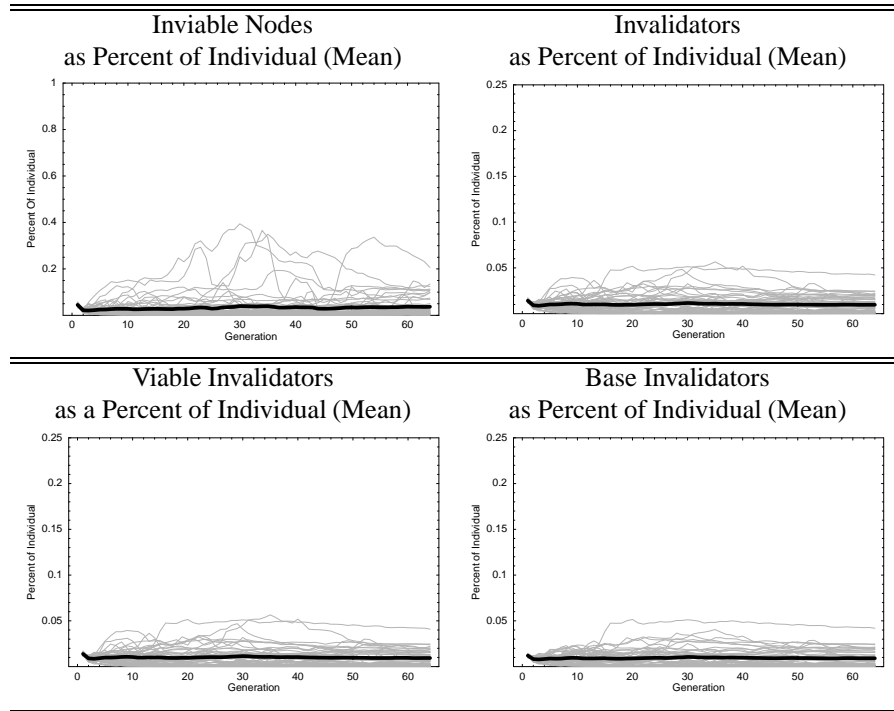 Inviable Nodes
as Percent of Individual (Mean)
1
0.8
0.6
0.4
0.2
Percent Of Individual
0 10 20 30 40 50 60
Generation
Invalidators
as Percent of Individual (Mean)
0.25
0.2
0.15
0.1
0.05
Percent of Individual
0 10 20 30 40 50 60
Generation
Viable Invalidators
as a Percent of Individual (Mean)
0.25
0.2
0.15
0.1
0.05
Percent of Individual
0 10 20 30 40 50 60
Generation
Base Invalidators
as Percent of Individual (Mean)
0.25
0.2
0.15
0.1
0.05
Percent of Individual
0 10 20 30 40 50 60
Generation